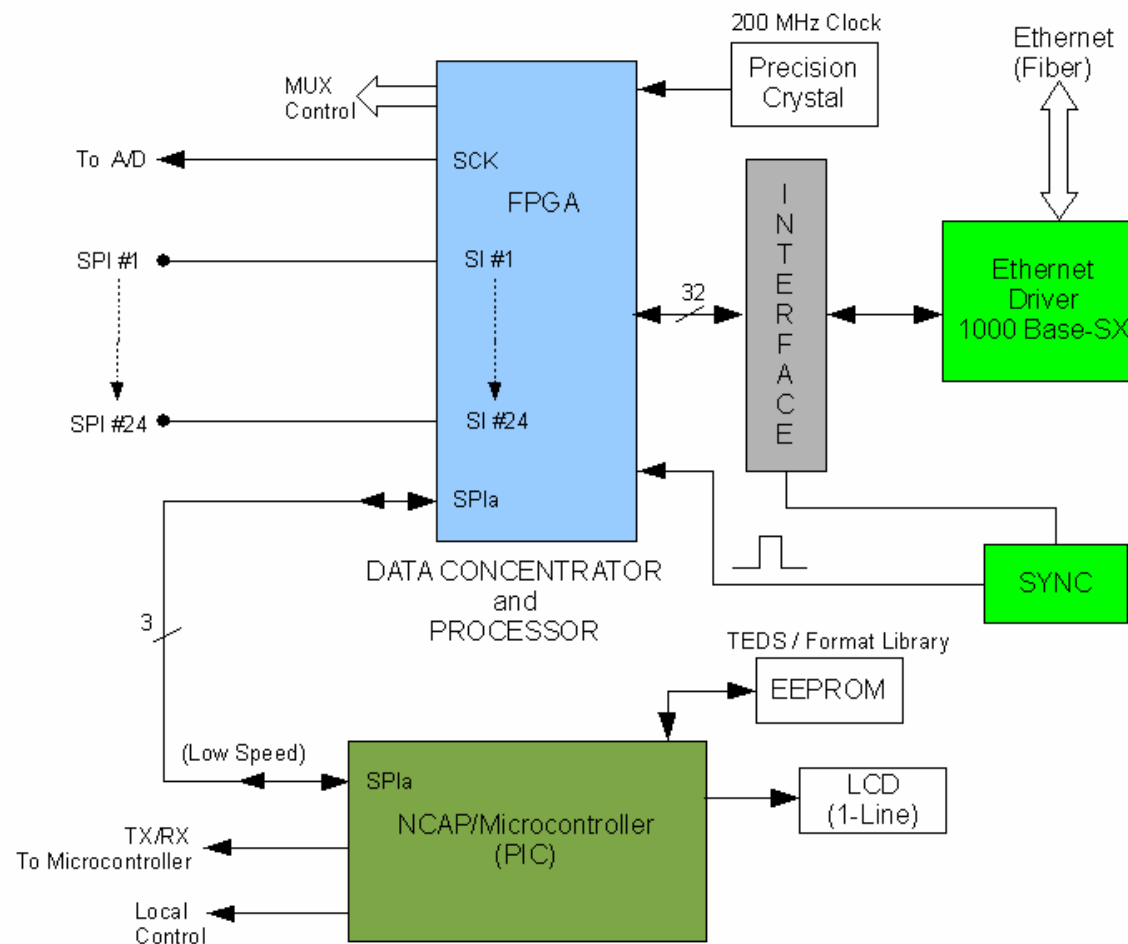 200 MHz Clock
Precision
Crystal
Ethernet
(Fiber)
MUX
Control
To A/D
SCK
FPGA
SPI #1
SI #1
SPI #24
SI #24
SPIa
32
INTERFACE
Ethernet
Driver
1000 Base-SX
SYNC
DATA CONCENTRATOR
and
PROCESSOR
3
TEDS / Format Library
EEPROM
(Low Speed)
SPIa
NCAP/Microcontroller
(PIC)
LCD
(1-Line)
TX/RX
To Microcontroller
Local
Control